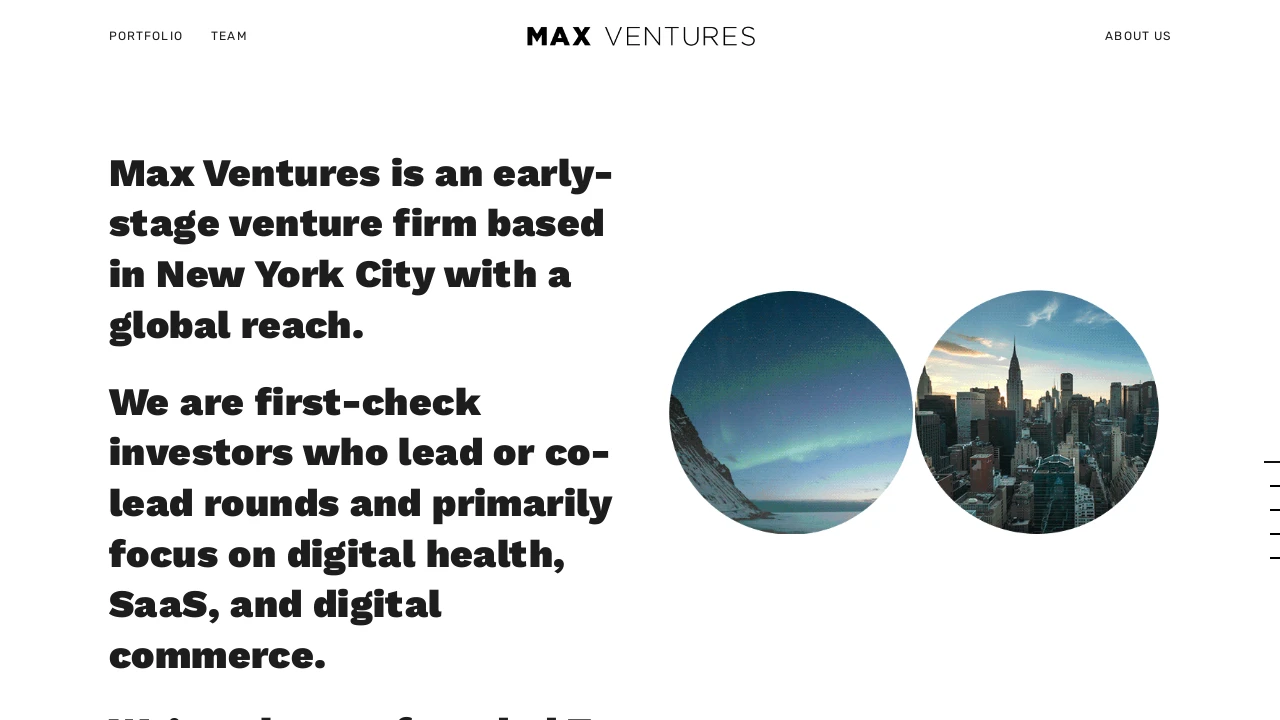 PORTFOLIO TEAM MAX VENTURES ABOUT US
Max Ventures is an early-
stage venture firm based
in New York City with a
global reach.
We are first-check
investors who lead or co-
lead rounds and primarily
focus on digital health,
SaaS, and digital
commerce.